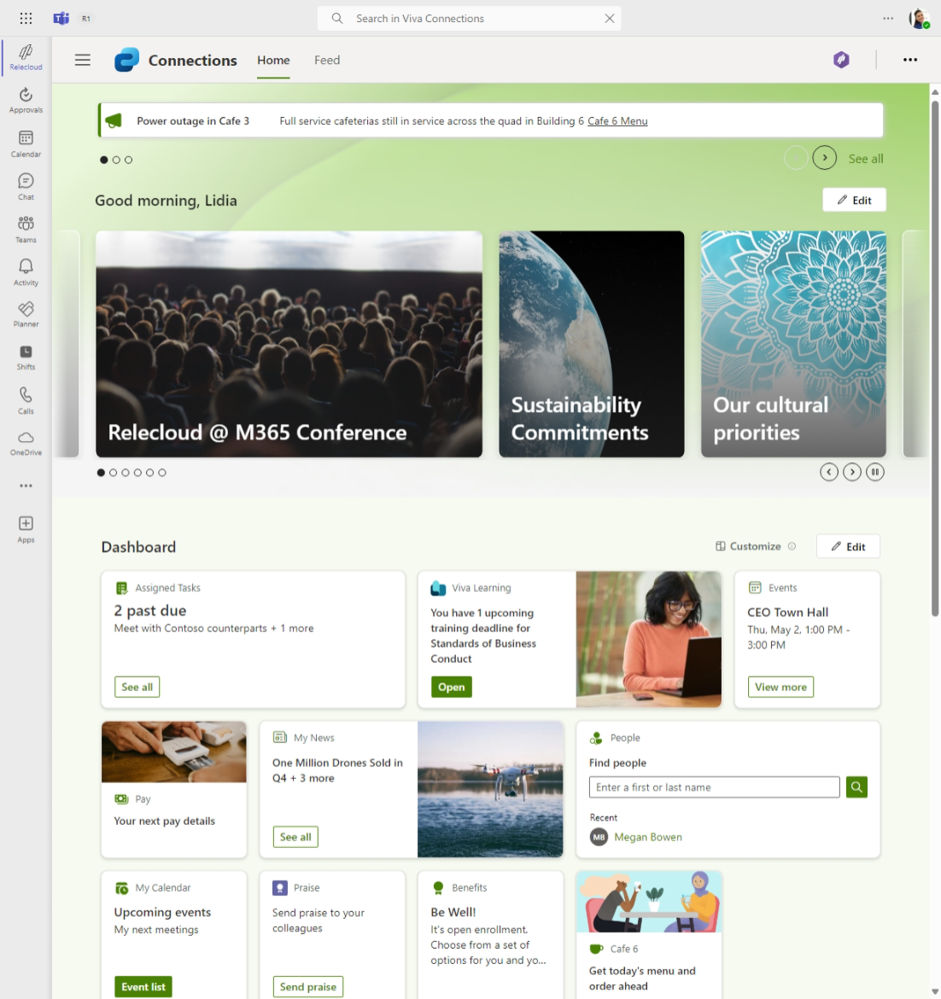 R1
Search in Viva Connections
Relecloud
Approvals
Calendar
Chat
Teams
Activity
Planner
Shifts
Calls
OneDrive
Apps
Connections
Home
Feed
Power outage in Cafe 3
Full service cafeterias still in service across the quad in Building 6 Cafe 6 Menu
See all
Good morning, Lidia
Edit
Relecloud @ M365 Conference
Sustainability
Commitments
Our cultural
priorities
Dashboard
Customize
Edit
Assigned Tasks
2 past due
Meet with Contoso counterparts + 1 more
See all
Viva Learning
You have 1 upcoming
training deadline for
Standards of Business
Conduct
Open
Events
CEO Town Hall
Thu, May 2, 1:00 PM -
3:00 PM
View more
Pay
Your next pay details
My News
One Million Drones Sold in
Q4 + 3 more
See all
People
Find people
Enter a first or last name
Recent
MB
Megan Bowen
My Calendar
Upcoming events
My next meetings
Event list
Praise
Send praise to your
colleagues
Send praise
Benefits
Be Well!
It's open enrollment.
Choose from a set of
options for you and yo...
Cafe 6
Get today's menu and
order ahead